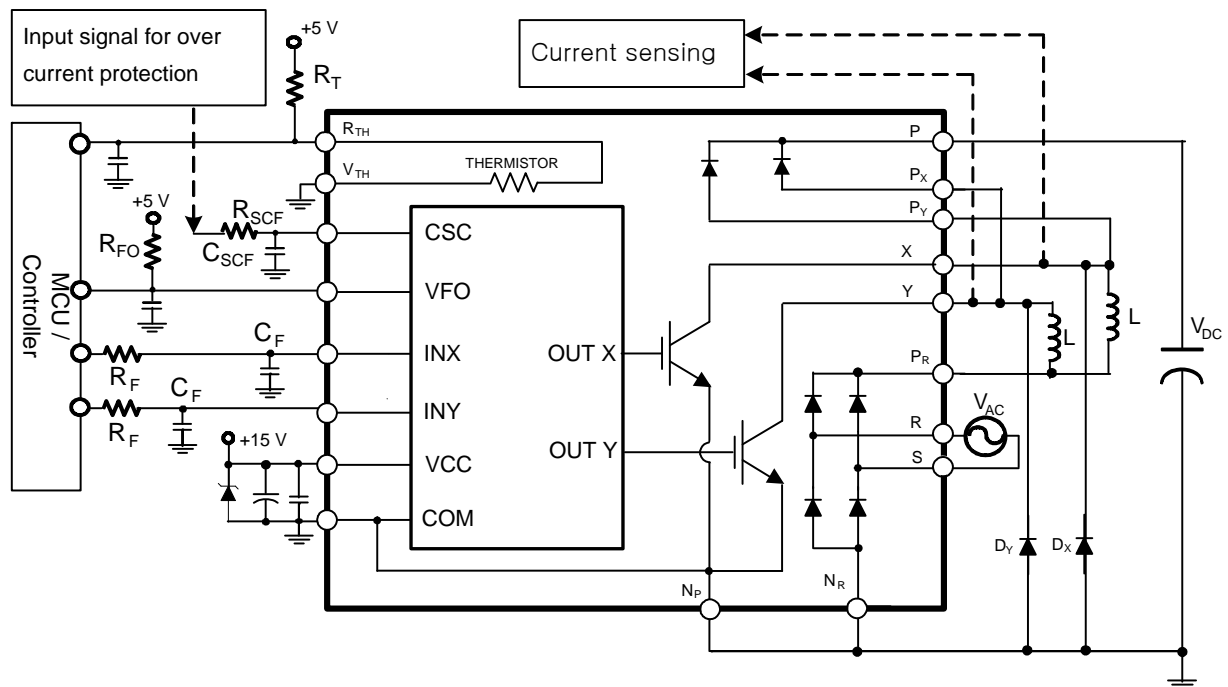 Input signal for over
current protection
+5 V
R_T
Current sensing
R_TH
V_TH
THERMISTOR
P
P_X
P_Y
X
Y
P_R
R
S
+5 V
R_FO
R_SCF
C_SCF
MCU /
Controller
CSC
VFO
INX
INY
VCC
COM
OUT X
OUT Y
C_F
R_F
C_F
R_F
+15 V
L
L
V_DC
V_AC
D_Y
D_X
N_P
N_R